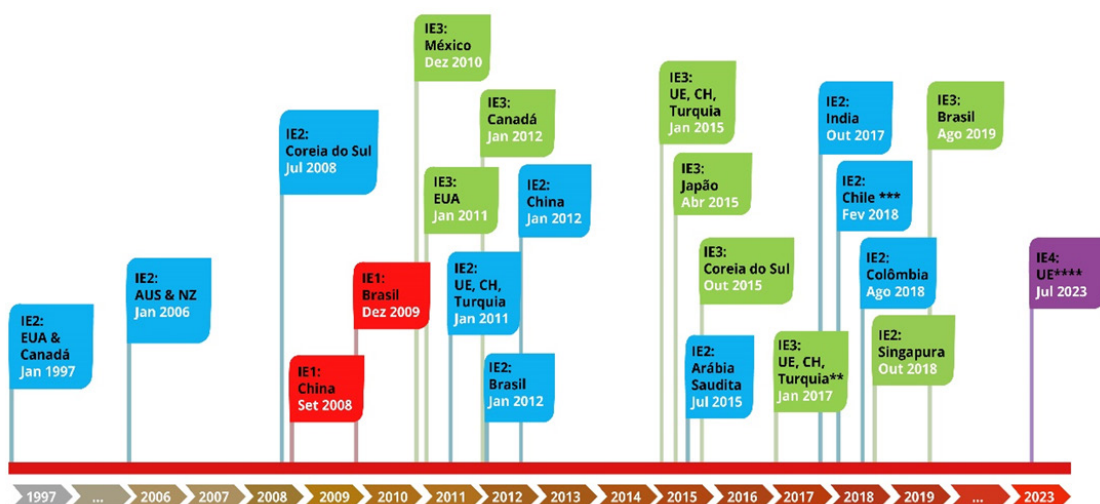 IE2:
EUA &
Canadá
Jan 1997
IE2:
AUS & NZ
Jan 2006
IE2:
Coreia do Sul
Jul 2008
IE1:
China
Set 2008
IE1:
Brasil
Dez 2009
IE3:
México
Dez 2010
IE3:
EUA
Jan 2011
IE2:
UE, CH,
Turquia
Jan 2011
IE3:
Canadá
Jan 2012
IE2:
Brasil
Jan 2012
IE2:
China
Jan 2012
IE3:
UE, CH,
Turquia
Jan 2015
IE3:
Japão
Abr 2015
IE3:
Coreia do Sul
Out 2015
IE2:
Arábia
Saudita
Jul 2015
IE3:
UE, CH,
Turquia**
Jan 2017
IE2:
India
Out 2017
IE2:
Chile ***
Fev 2018
IE2:
Colômbia
Ago 2018
IE2:
Singapura
Out 2018
IE3:
Brasil
Ago 2019
IE4:
UE****
Jul 2023
1997 ... 2006 2007 2008 2009 2010 2011 2012 2013 2014 2015 2016 2017 2018 2019 ... 2023